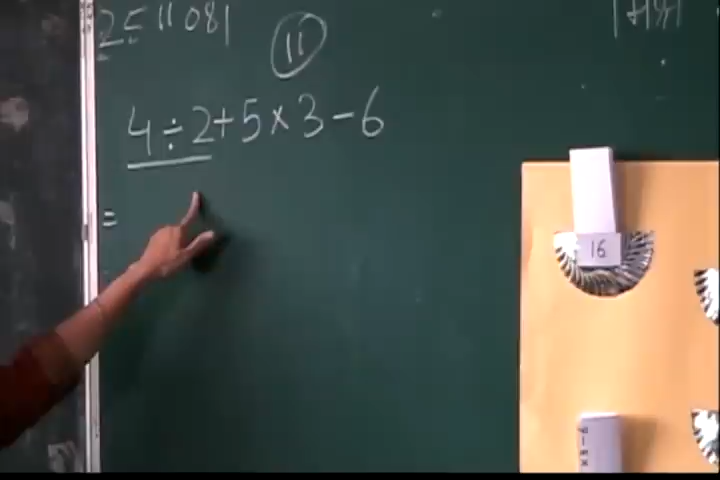 25 11 081
11
4 ÷ 2 + 5 × 3 - 6
=
16